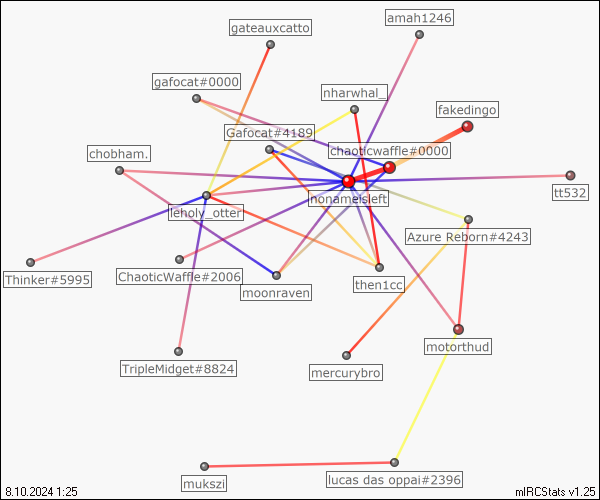 amah1246
gateauxcatto
gafocat#0000
nharwhal_
fakedingo
Gafocat#4189
chaoticwaffle#0000
chobham.
tt532
nonameisleft
leholy_otter
Azure Reborn#4243
Thinker#5995
ChaoticWaffle#2006
moonraven
then1cc
motorthud
TripleMidget#8824
mercurybro
mukszi
lucas das oppai#2396
8.10.2024 1:25
mIRCStats v1.25